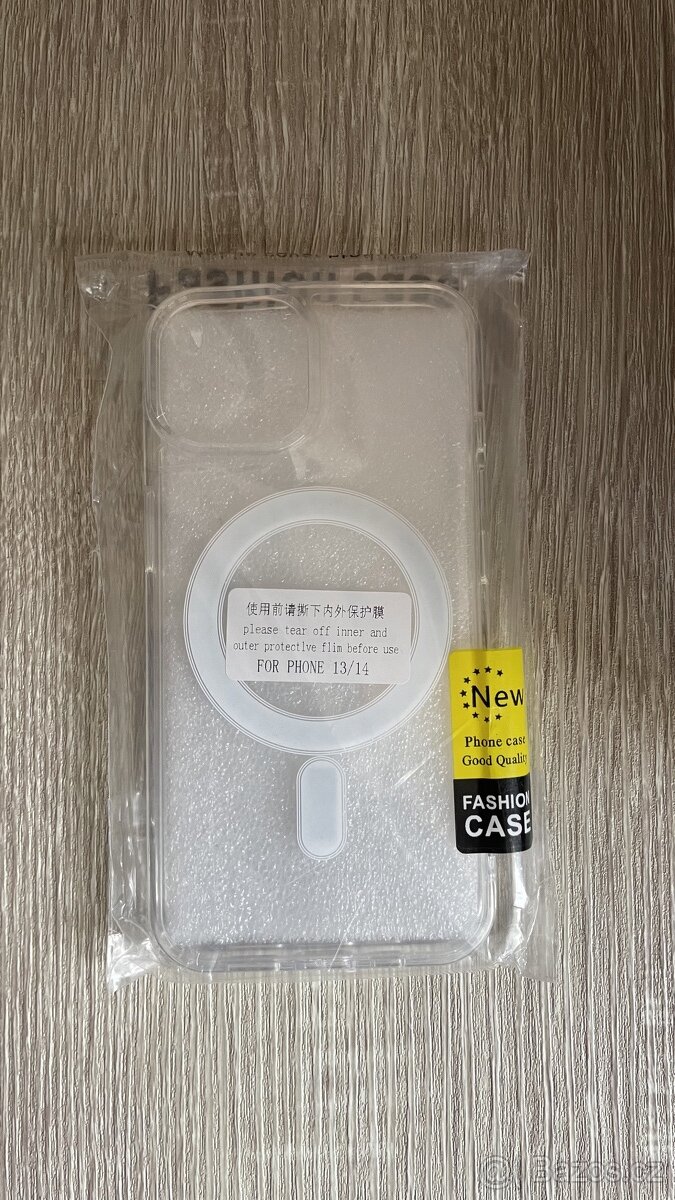 使用前请撕下内外保护膜
please tear off inner and
outer protective flim before use
FOR PHONE 13/14
New
Phone case
Good Quality
FASHION
CASE
Bazos.cz